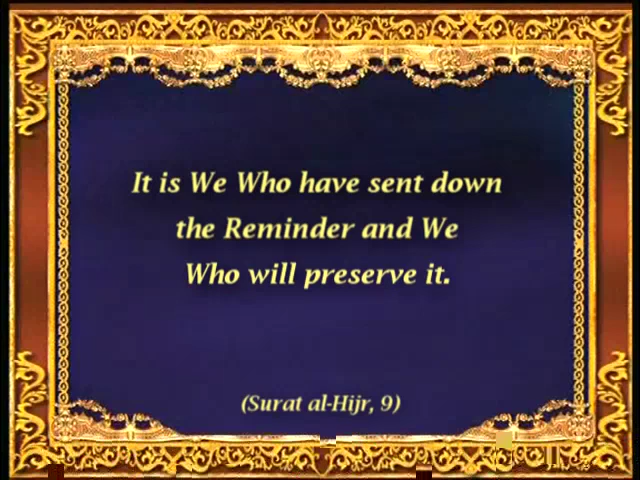 It is We Who have sent down
the Reminder and We
Who will preserve it.
(Surat al-Hijr, 9)